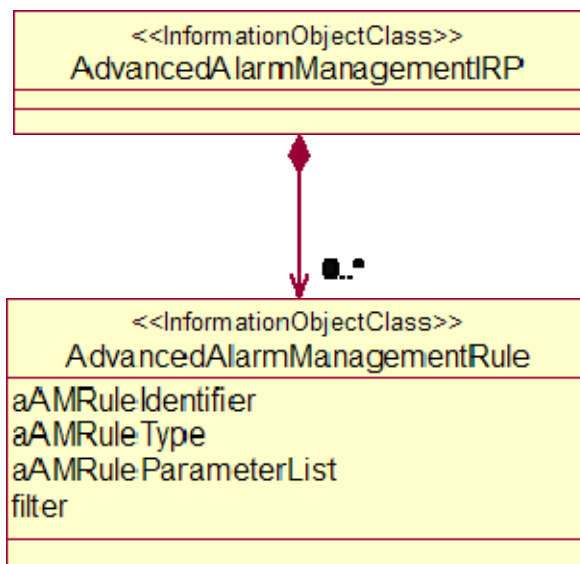 <<InformationObjectClass>>
AdvancedAlarmManagementIRP
0..*
<<InformationObjectClass>>
AdvancedAlarmManagementRule
aAMRuleIdentifier
aAMRuleType
aAMRuleParameterList
filter